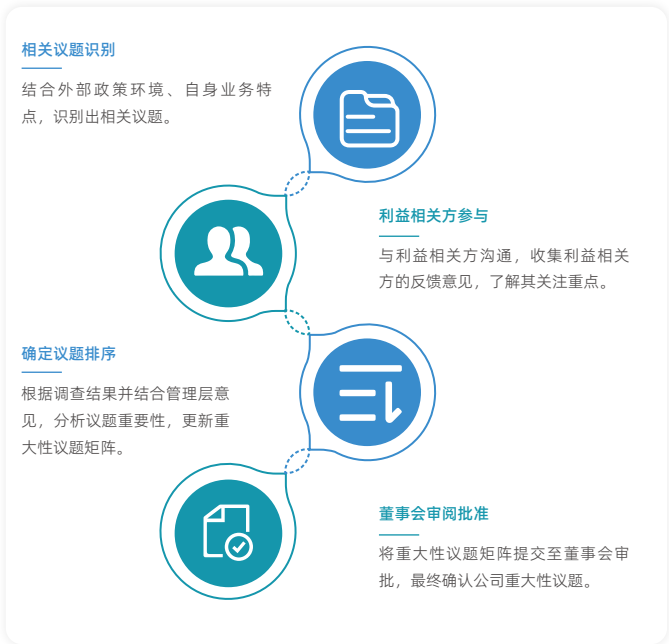 相关议题识别
结合外部政策环境、自身业务特
点，识别出相关议题。
利益相关方参与
与利益相关方沟通，收集利益相关
方的反馈意见，了解其关注重点。
确定议题排序
根据调查结果并结合管理层意
见，分析议题重要性，更新重
大性议题矩阵。
董事会审阅批准
将重大性议题矩阵提交至董事会审
批，最终确认公司重大性议题。